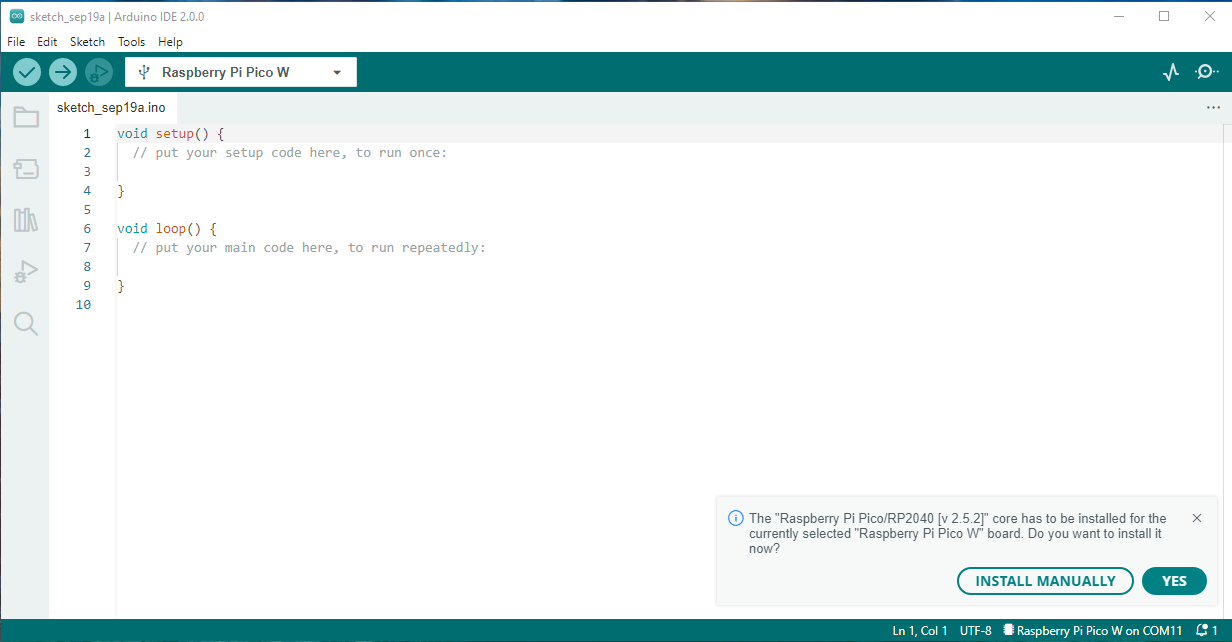 sketch_sep19a | Arduino IDE 2.0.0
File Edit Sketch Tools Help
Raspberry Pi Pico W
sketch_sep19a.ino
1 void setup() {
2 // put your setup code here, to run once:
3
4 }
5
6 void loop() {
7 // put your main code here, to run repeatedly:
8
9 }
10
The "Raspberry Pi Pico/RP2040 [v 2.5.2]" core has to be installed for the
currently selected "Raspberry Pi Pico W" board. Do you want to install it
now?
INSTALL MANUALLY YES
Ln 1, Col 1 UTF-8 Raspberry Pi Pico W on COM11 1